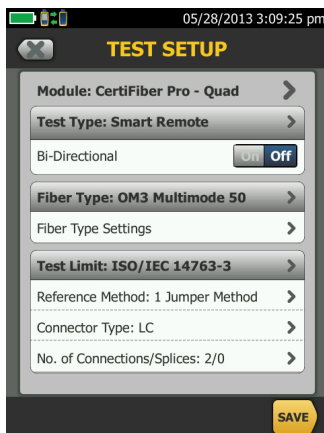 05/28/2013 3:09:25 pm
TEST SETUP
Module: CertiFiber Pro - Quad
Test Type: Smart Remote
Bi-Directional On Off
Fiber Type: OM3 Multimode 50
Fiber Type Settings
Test Limit: ISO/IEC 14763-3
Reference Method: 1 Jumper Method
Connector Type: LC
No. of Connections/Splices: 2/0
SAVE